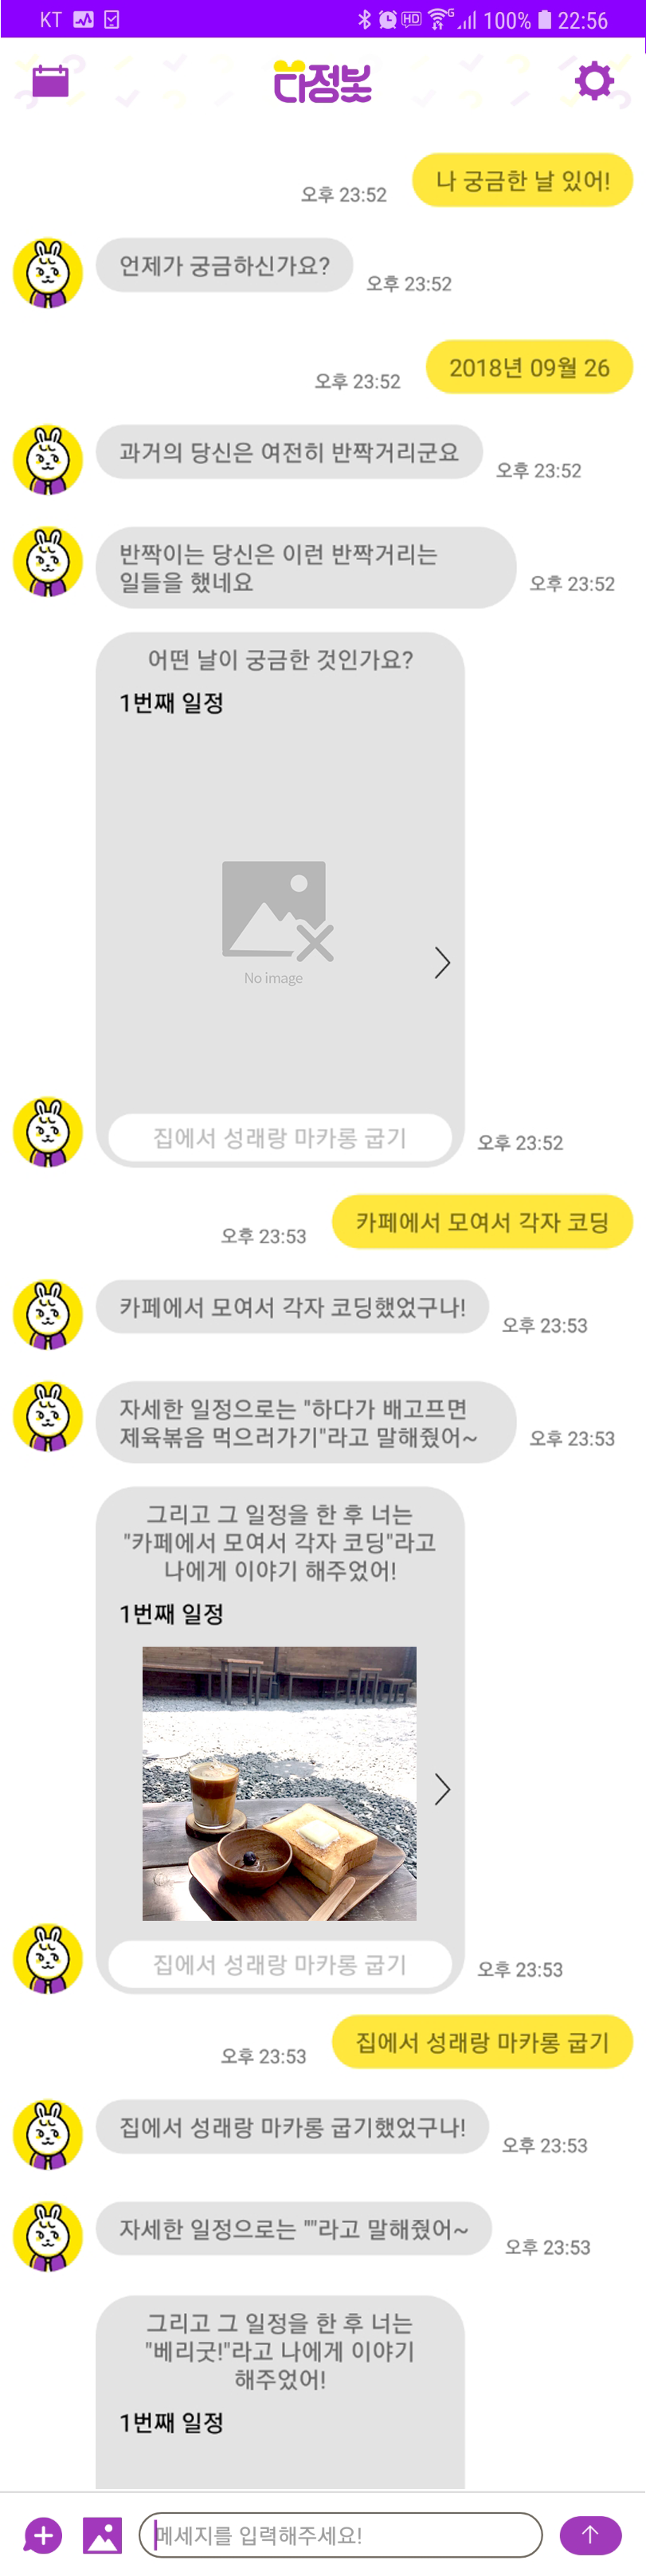 KT HD G 100% 22:56
다정봇
오후 23:52 나 궁금한 날 있어!
언제가 궁금하신가요? 오후 23:52
오후 23:52 2018년 09월 26
과거의 당신은 여전히 반짝거리군요 오후 23:52
반짝이는 당신은 이런 반짝거리는
일들을 했네요 오후 23:52
어떤 날이 궁금한 것인가요?
1번째 일정
No image
집에서 성래랑 마카롱 굽기 오후 23:52
오후 23:53 카페에서 모여서 각자 코딩
카페에서 모여서 각자 코딩했었구나! 오후 23:53
자세한 일정으로는 "하다가 배고프면
제육볶음 먹으러가기"라고 말해줬어~ 오후 23:53
그리고 그 일정을 한 후 너는
"카페에서 모여서 각자 코딩"라고
나에게 이야기 해주었어!
1번째 일정
집에서 성래랑 마카롱 굽기 오후 23:53
오후 23:53 집에서 성래랑 마카롱 굽기
집에서 성래랑 마카롱 굽기했었구나! 오후 23:53
자세한 일정으로는 ""라고 말해줬어~ 오후 23:53
그리고 그 일정을 한 후 너는
"베리굿!"라고 나에게 이야기
해주었어!
1번째 일정
메세지를 입력해주세요!